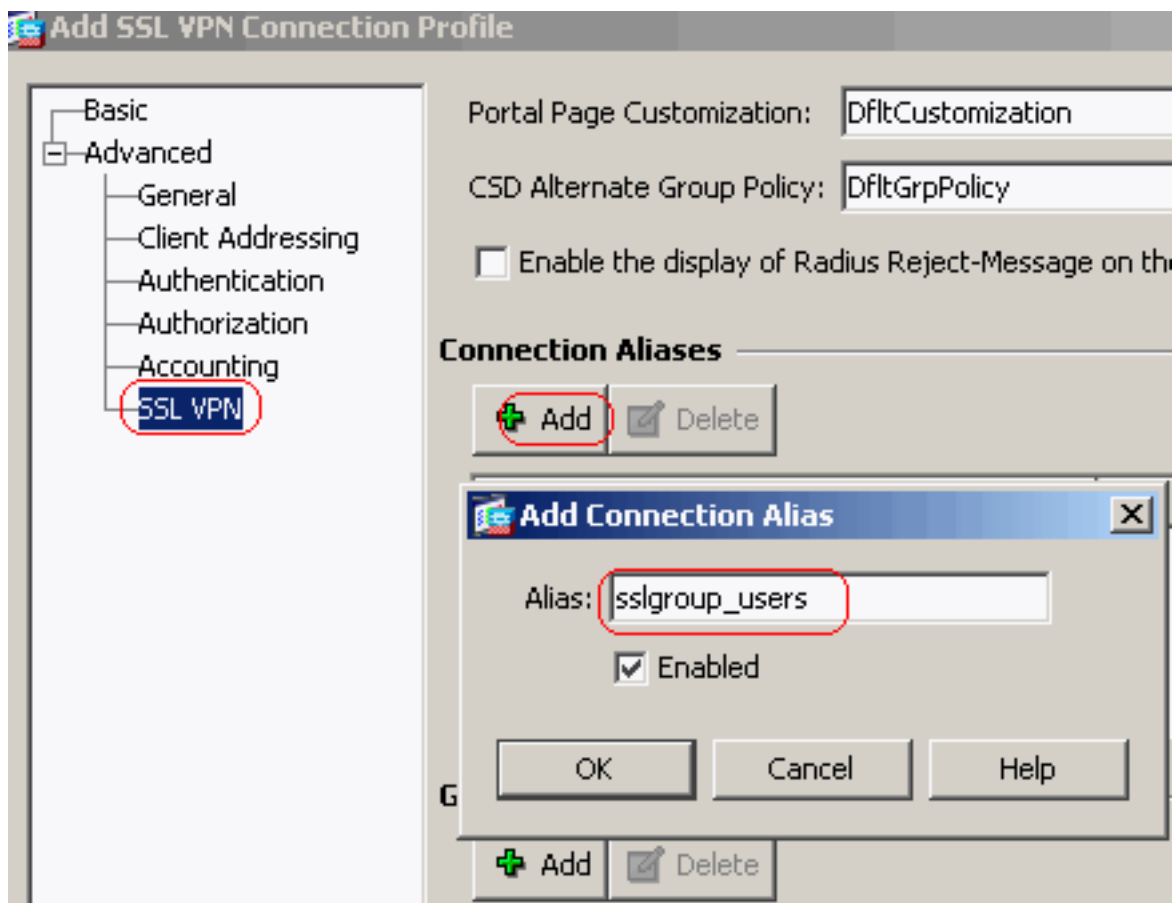 Add SSL VPN Connection Profile
Basic
Advanced
General
Client Addressing
Authentication
Authorization
Accounting
SSL VPN
Portal Page Customization: DfltCustomization
CSD Alternate Group Policy: DfltGrpPolicy
Enable the display of Radius Reject-Message on
Connection Aliases
Add Delete
Add Connection Alias
Alias: sslgroup_users
Enabled
OK Cancel Help
Add Delete